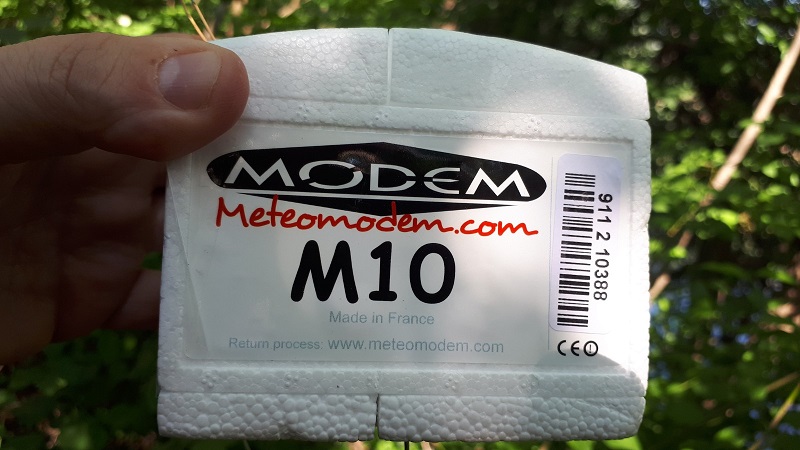 MODEM
Meteomodem.com
M10
Made in France
Return process: www.meteomodem.com
911 2 10388
CE